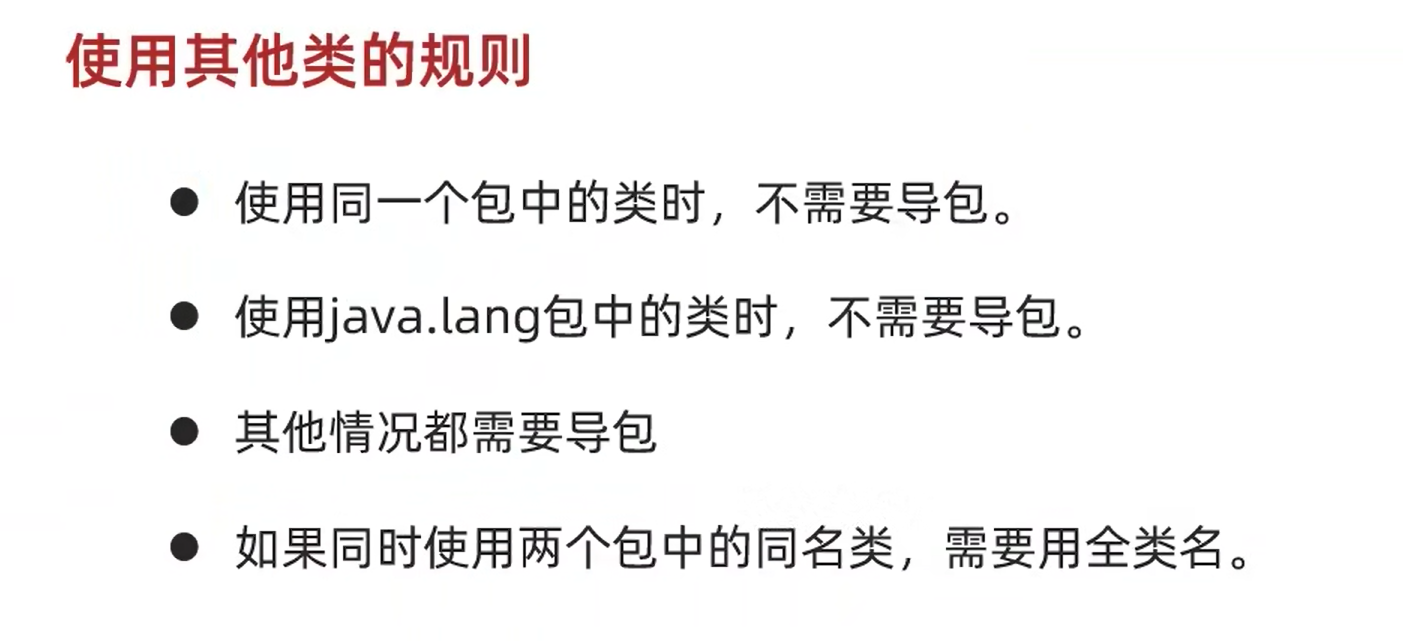 使用其他类的规则
● 使用同一个包中的类时，不需要导包。
● 使用java.lang包中的类时，不需要导包。
● 其他情况都需要导包
● 如果同时使用两个包中的同名类，需要用全类名。